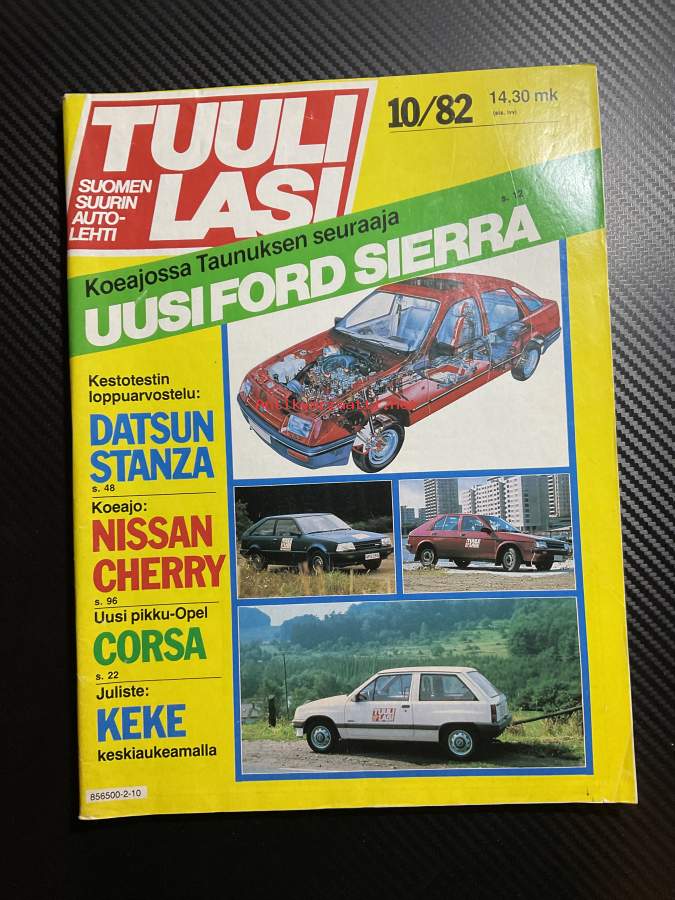 TUULI
LASI
SUOMEN
SUURIN
AUTO-
LEHTI
10/82
14,30 mk
s. 12
Koeajossa Taunuksen seuraaja
UUSI FORD SIERRA
Kestotestin
loppuarvostelu:
DATSUN
STANZA
s. 48
Koeajo:
NISSAN
CHERRY
s. 96
Uusi pikku-Opel
CORSA
s. 22
Juliste:
KEKE
keskiaukeamalla
856500-2-10
TUULI
LASI